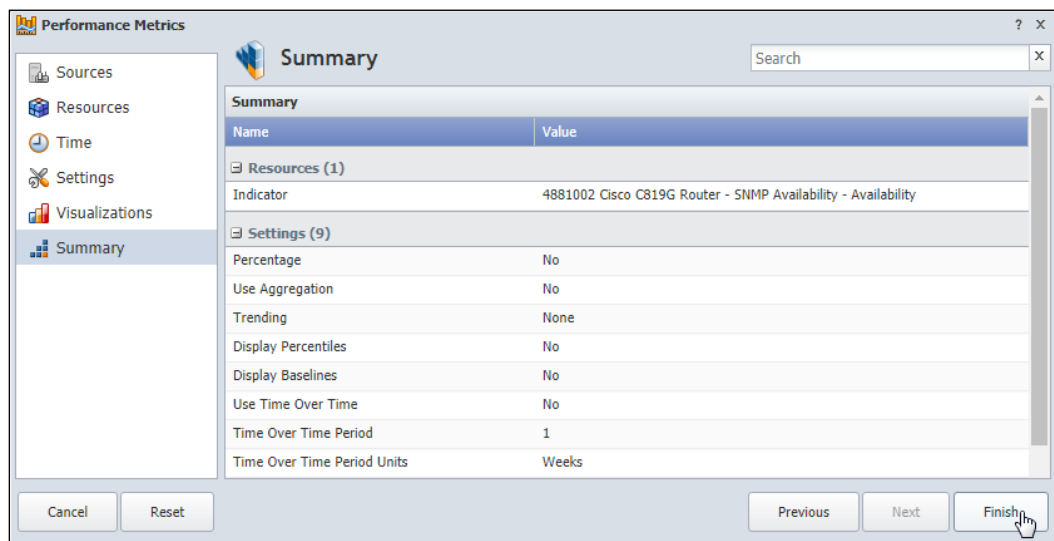 Performance Metrics
? X
Sources
Resources
Time
Settings
Visualizations
Summary
Summary
Search
X
Summary
Name Value
Resources (1)
Indicator 4881002 Cisco C819G Router - SNMP Availability - Availability
Settings (9)
Percentage No
Use Aggregation No
Trending None
Display Percentiles No
Display Baselines No
Use Time Over Time No
Time Over Time Period 1
Time Over Time Period Units Weeks
Cancel Reset Previous Next Finish